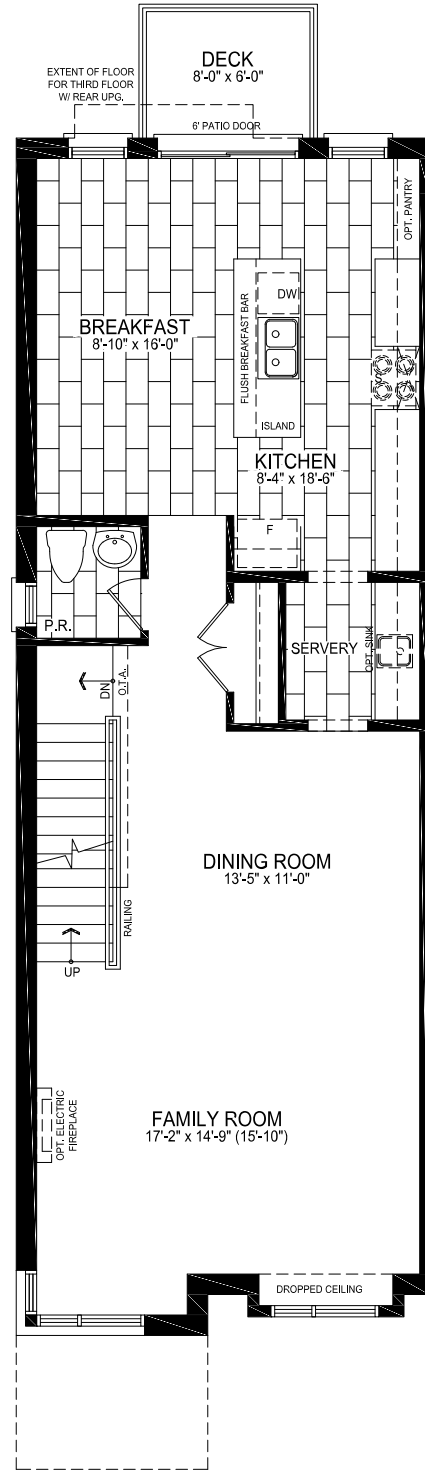 DECK
8'-0" x 6'-0"
EXTENT OF FLOOR
FOR THIRD FLOOR
W/ REAR UPG.
6' PATIO DOOR
OPT. PANTRY
DW
BREAKFAST
8'-10" x 16'-0"
FLUSH BREAKFAST BAR
ISLAND
KITCHEN
8'-4" x 18'-6"
F
P.R.
SERVERY
OPT. SINK
DN
O.T.A.
DINING ROOM
13'-5" x 11'-0"
RAILING
UP
OPT. ELECTRIC
FIREPLACE
FAMILY ROOM
17'-2" x 14'-9" (15'-10")
DROPPED CEILING